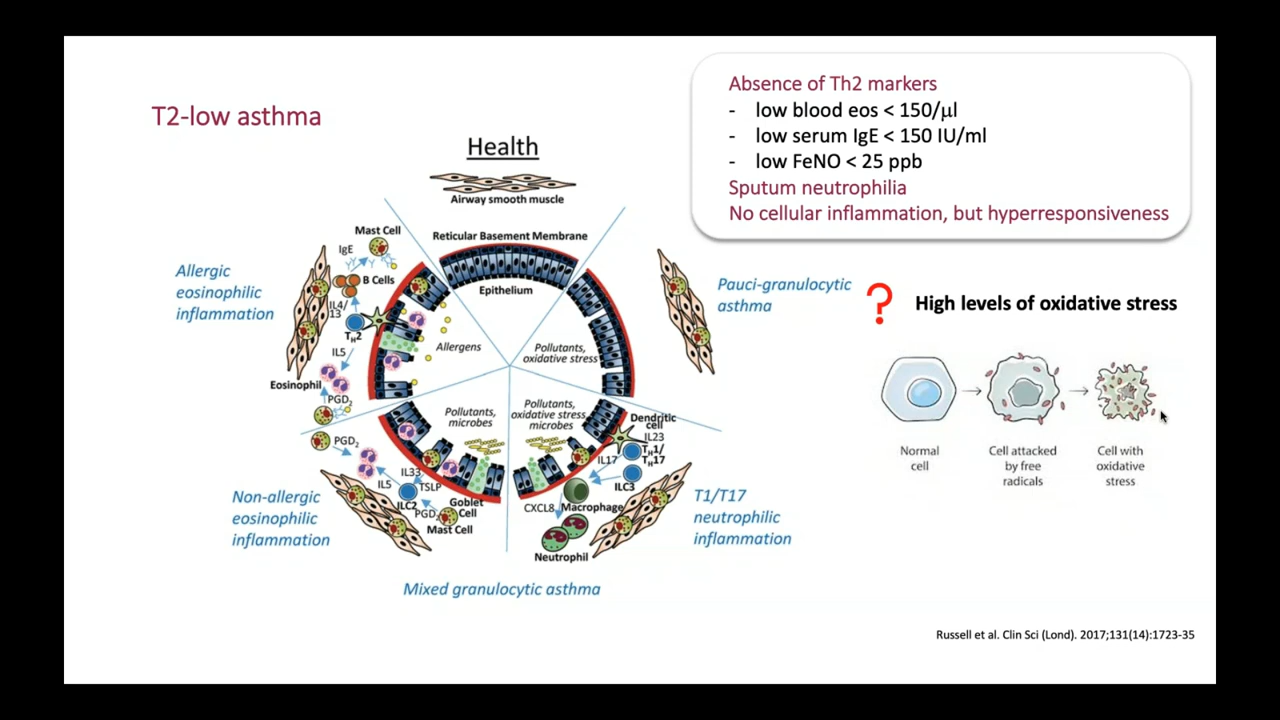 T2-low asthma
Absence of Th2 markers
- low blood eos < 150/µl
- low serum IgE < 150 IU/ml
- low FeNO < 25 ppb
Sputum neutrophilia
No cellular inflammation, but hyperresponsiveness
Health
Airway smooth muscle
Reticular Basement Membrane
Epithelium
Mast Cell
IgE
B Cells
IL4/
13
TH2
IL5
Eosinophil
PGD2
Allergens
Allergic
eosinophilic
inflammation
Pollutants,
oxidative stress
Pauci-granulocytic
asthma
?
High levels of oxidative stress
Normal
cell
Cell attacked
by free
radicals
Cell with
oxidative
stress
Pollutants,
microbes
PGD2
IL5
IL33
TSLP
ILC2
PGD2
Goblet
Cell
Mast Cell
Non-allergic
eosinophilic
inflammation
Pollutants,
oxidative stress,
microbes
Dendritic
cell
IL23
TH1/
TH17
IL17
ILC3
CXCL8
Macrophage
Neutrophil
T1/T17
neutrophilic
inflammation
Mixed granulocytic asthma
Russell et al. Clin Sci (Lond). 2017;131(14):1723-35